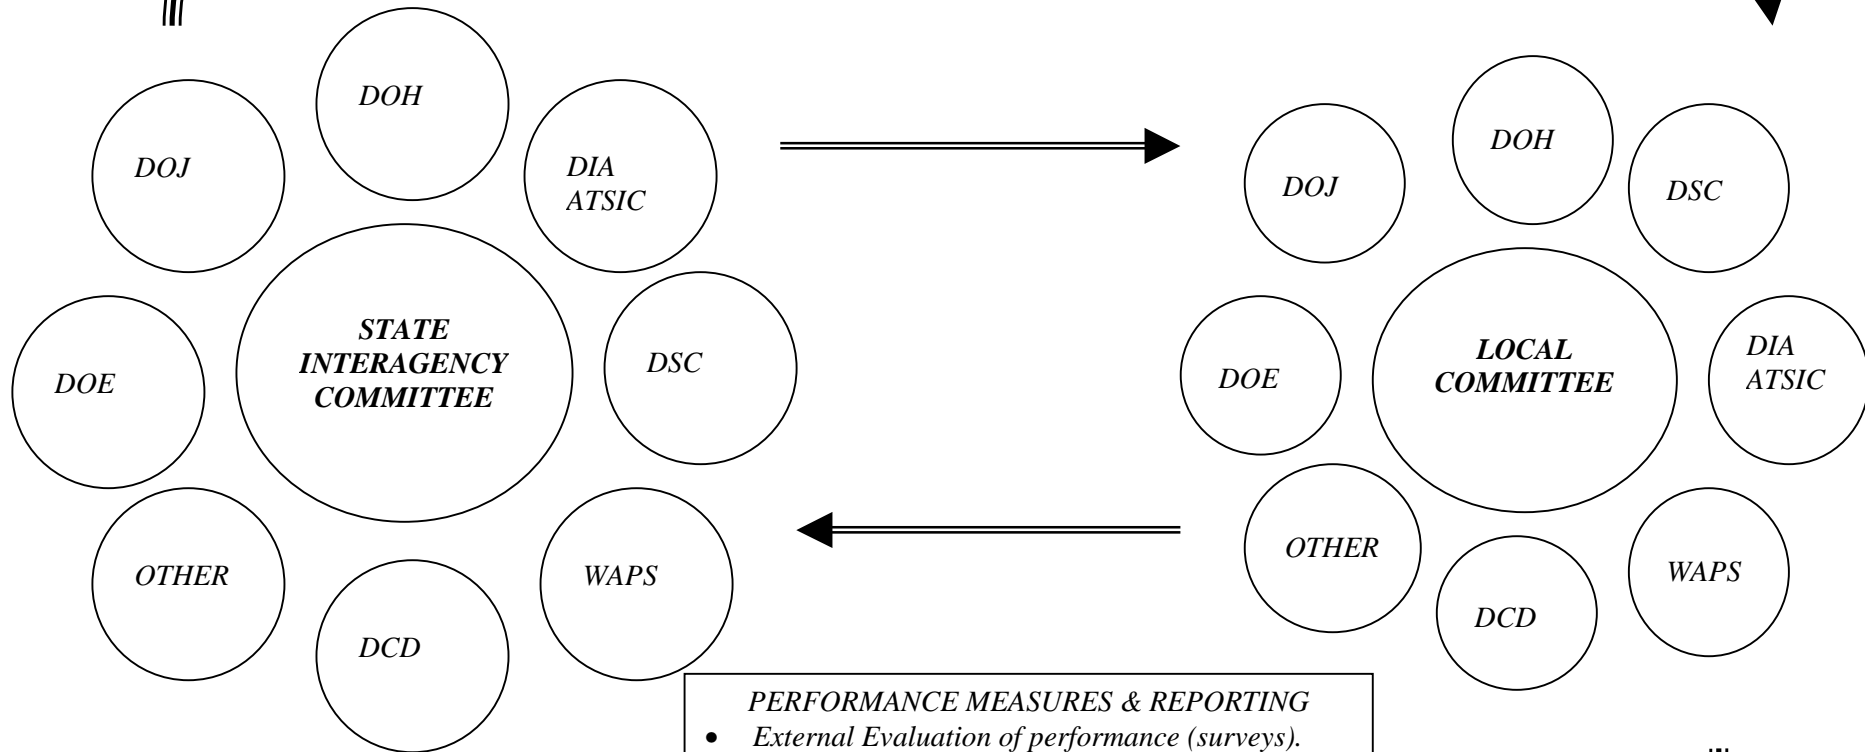 DOH
DOJ
DIA
ATSIC
DOE
STATE
INTERAGENCY
COMMITTEE
DSC
OTHER
WAPS
DCD
DOH
DOJ
DSC
DOE
LOCAL
COMMITTEE
DIA
ATSIC
OTHER
WAPS
DCD
PERFORMANCE MEASURES & REPORTING
• External Evaluation of performance (surveys).